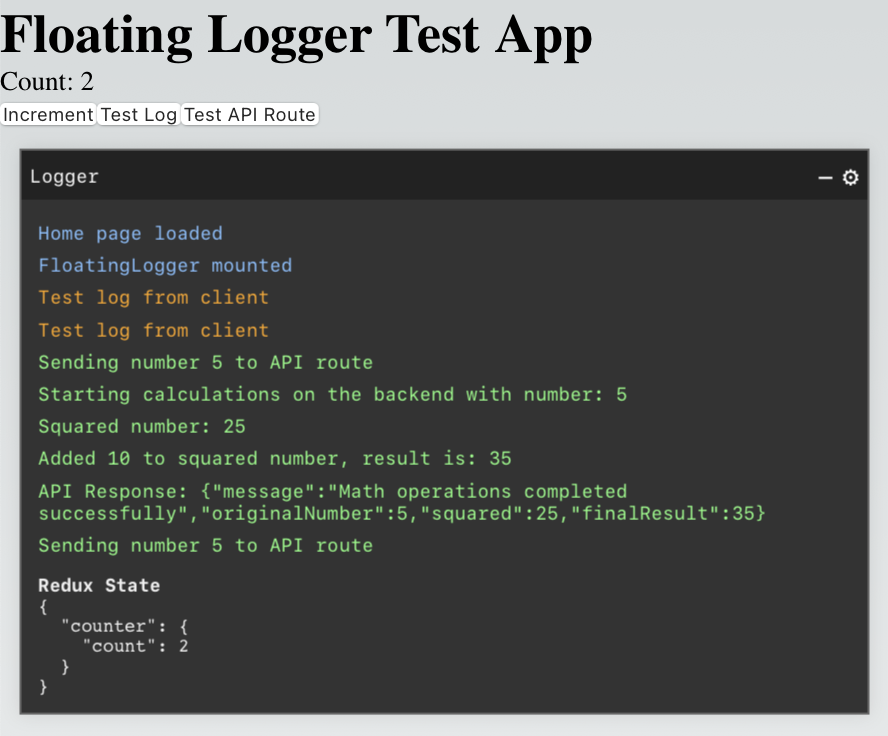 Floating Logger Test App
Count: 2
Increment Test Log Test API Route
Logger
Home page loaded
FloatingLogger mounted
Test log from client
Test log from client
Sending number 5 to API route
Starting calculations on the backend with number: 5
Squared number: 25
Added 10 to squared number, result is: 35
API Response: {"message":"Math operations completed
successfully","originalNumber":5,"squared":25,"finalResult":35}
Sending number 5 to API route
Redux State
{
  "counter": {
    "count": 2
  }
}